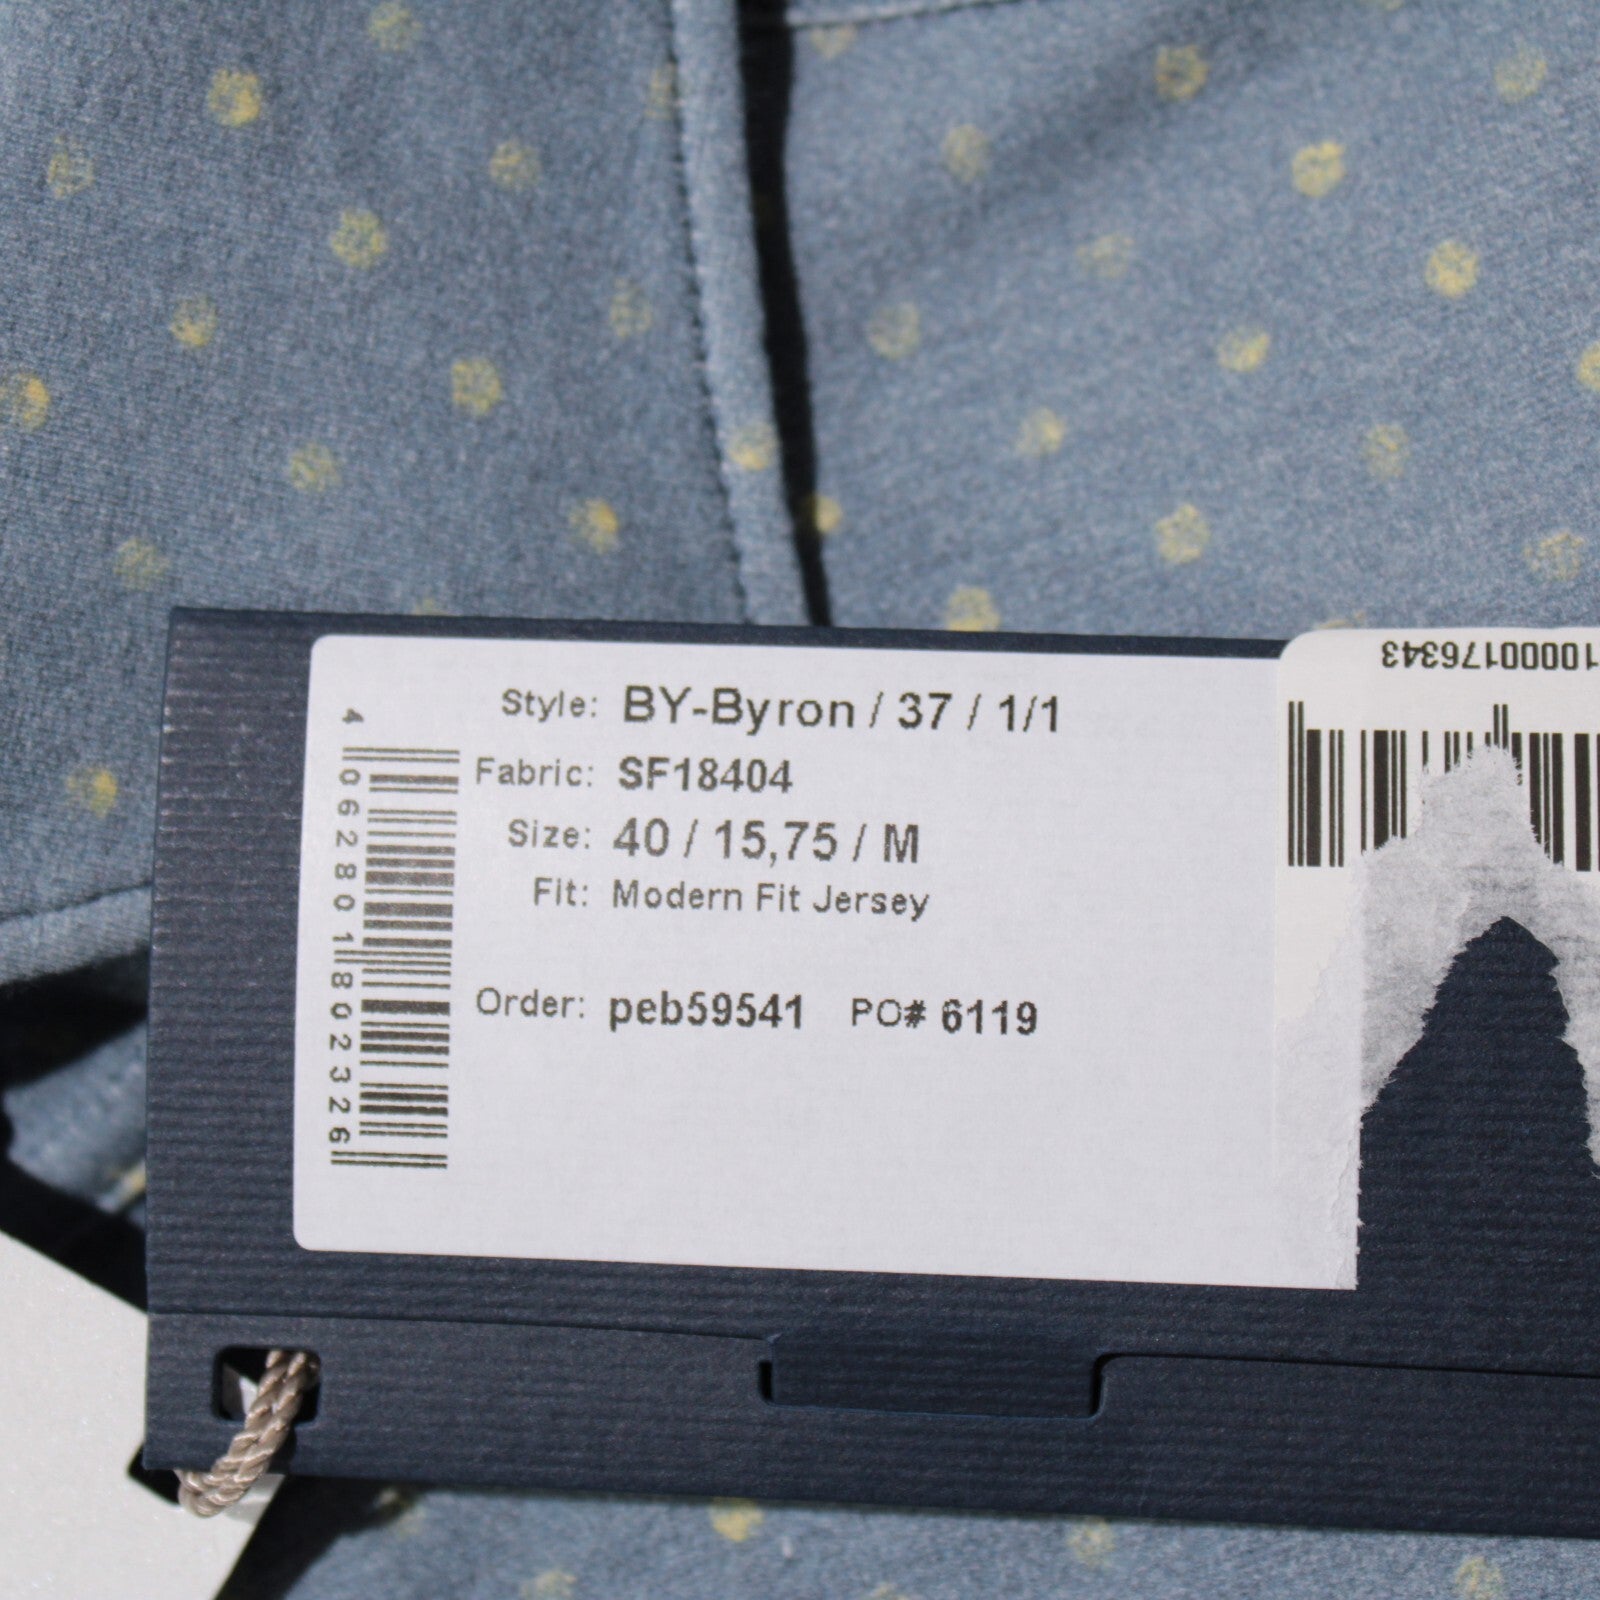 Style: BY-Byron / 37 / 1/1
Fabric: SF18404
Size: 40 / 15,75 / M
Fit: Modern Fit Jersey
Order: peb59541 PO# 6119
4 062801 802326
10000176343